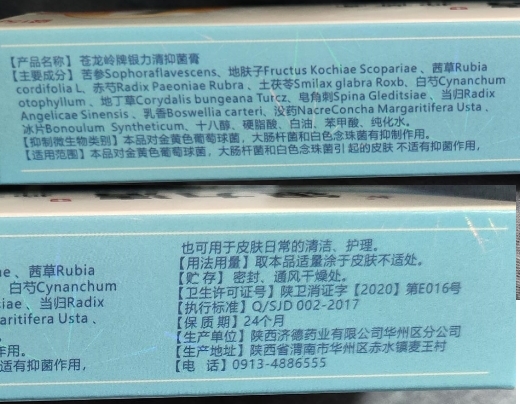 【产品名称】苍龙岭牌银力清抑菌膏
【主要成分】苦参Sophoraflavescens、地肤子Fructus Kochiae Scopariae、茜草Rubia
cordifolia L、赤芍Radix Paeoniae Rubra、土茯苓Smilax glabra Roxb、白芍Cynanchum
otophyllum、地丁草Corydalis bungeana Turcz、皂角刺Spina Gleditsiae、当归Radix
Angelicae Sinensis、乳香Boswellia carteri、没药NacreConcha Margaritifera Usta、
冰片Bonoulum Syntheticum、十八醇、硬脂酸、白油、苯甲酸、纯化水。
【抑制微生物类别】本品对金黄色葡萄球菌，大肠杆菌和白色念珠菌有抑制作用。
【适用范围】本品对金黄色葡萄球菌，大肠杆菌和白色念珠菌引起的皮肤不适有抑菌作用，
也可用于皮肤日常的清洁、护理。
ae、茜草Rubia
【用法用量】取本品适量涂于皮肤不适处。
白芍Cynanchum
【贮存】密封、通风干燥处。
siae、当归Radix
【卫生许可证号】陕卫消证字【2020】第E016号
aritifera Usta、
【执行标准】Q/SJD 002-2017
【保质期】24个月
作用。
【生产单位】陕西济德药业有限公司华州区分公司
适有抑菌作用，
【生产地址】陕西省渭南市华州区赤水镇麦王村
【电话】0913-4886555